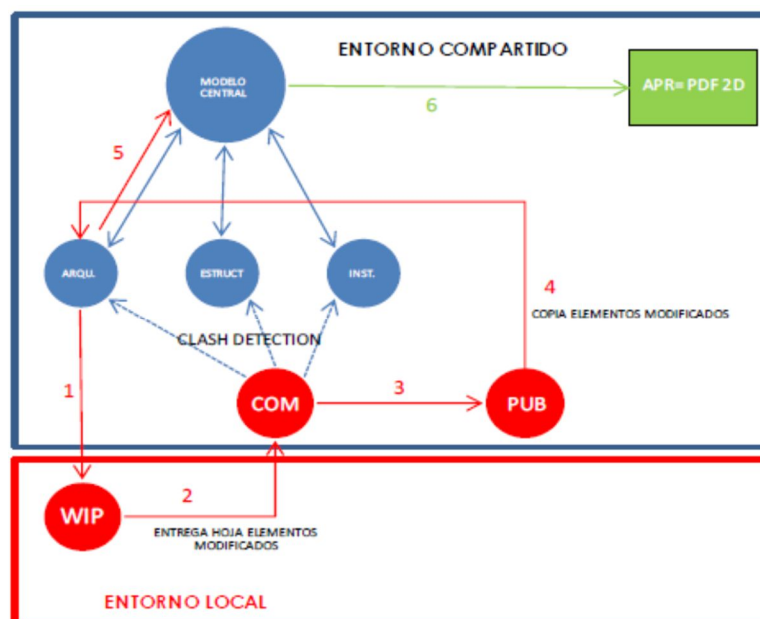 ENTORNO COMPARTIDO
MODELO
CENTRAL
APR= PDF 2D
6
5
ARQU.
ESTRUCT
INST.
4
COPIA ELEMENTOS MODIFICADOS
CLASH DETECTION
1
COM
3
PUB
WIP
2
ENTREGA HOJA ELEMENTOS
MODIFICADOS
ENTORNO LOCAL